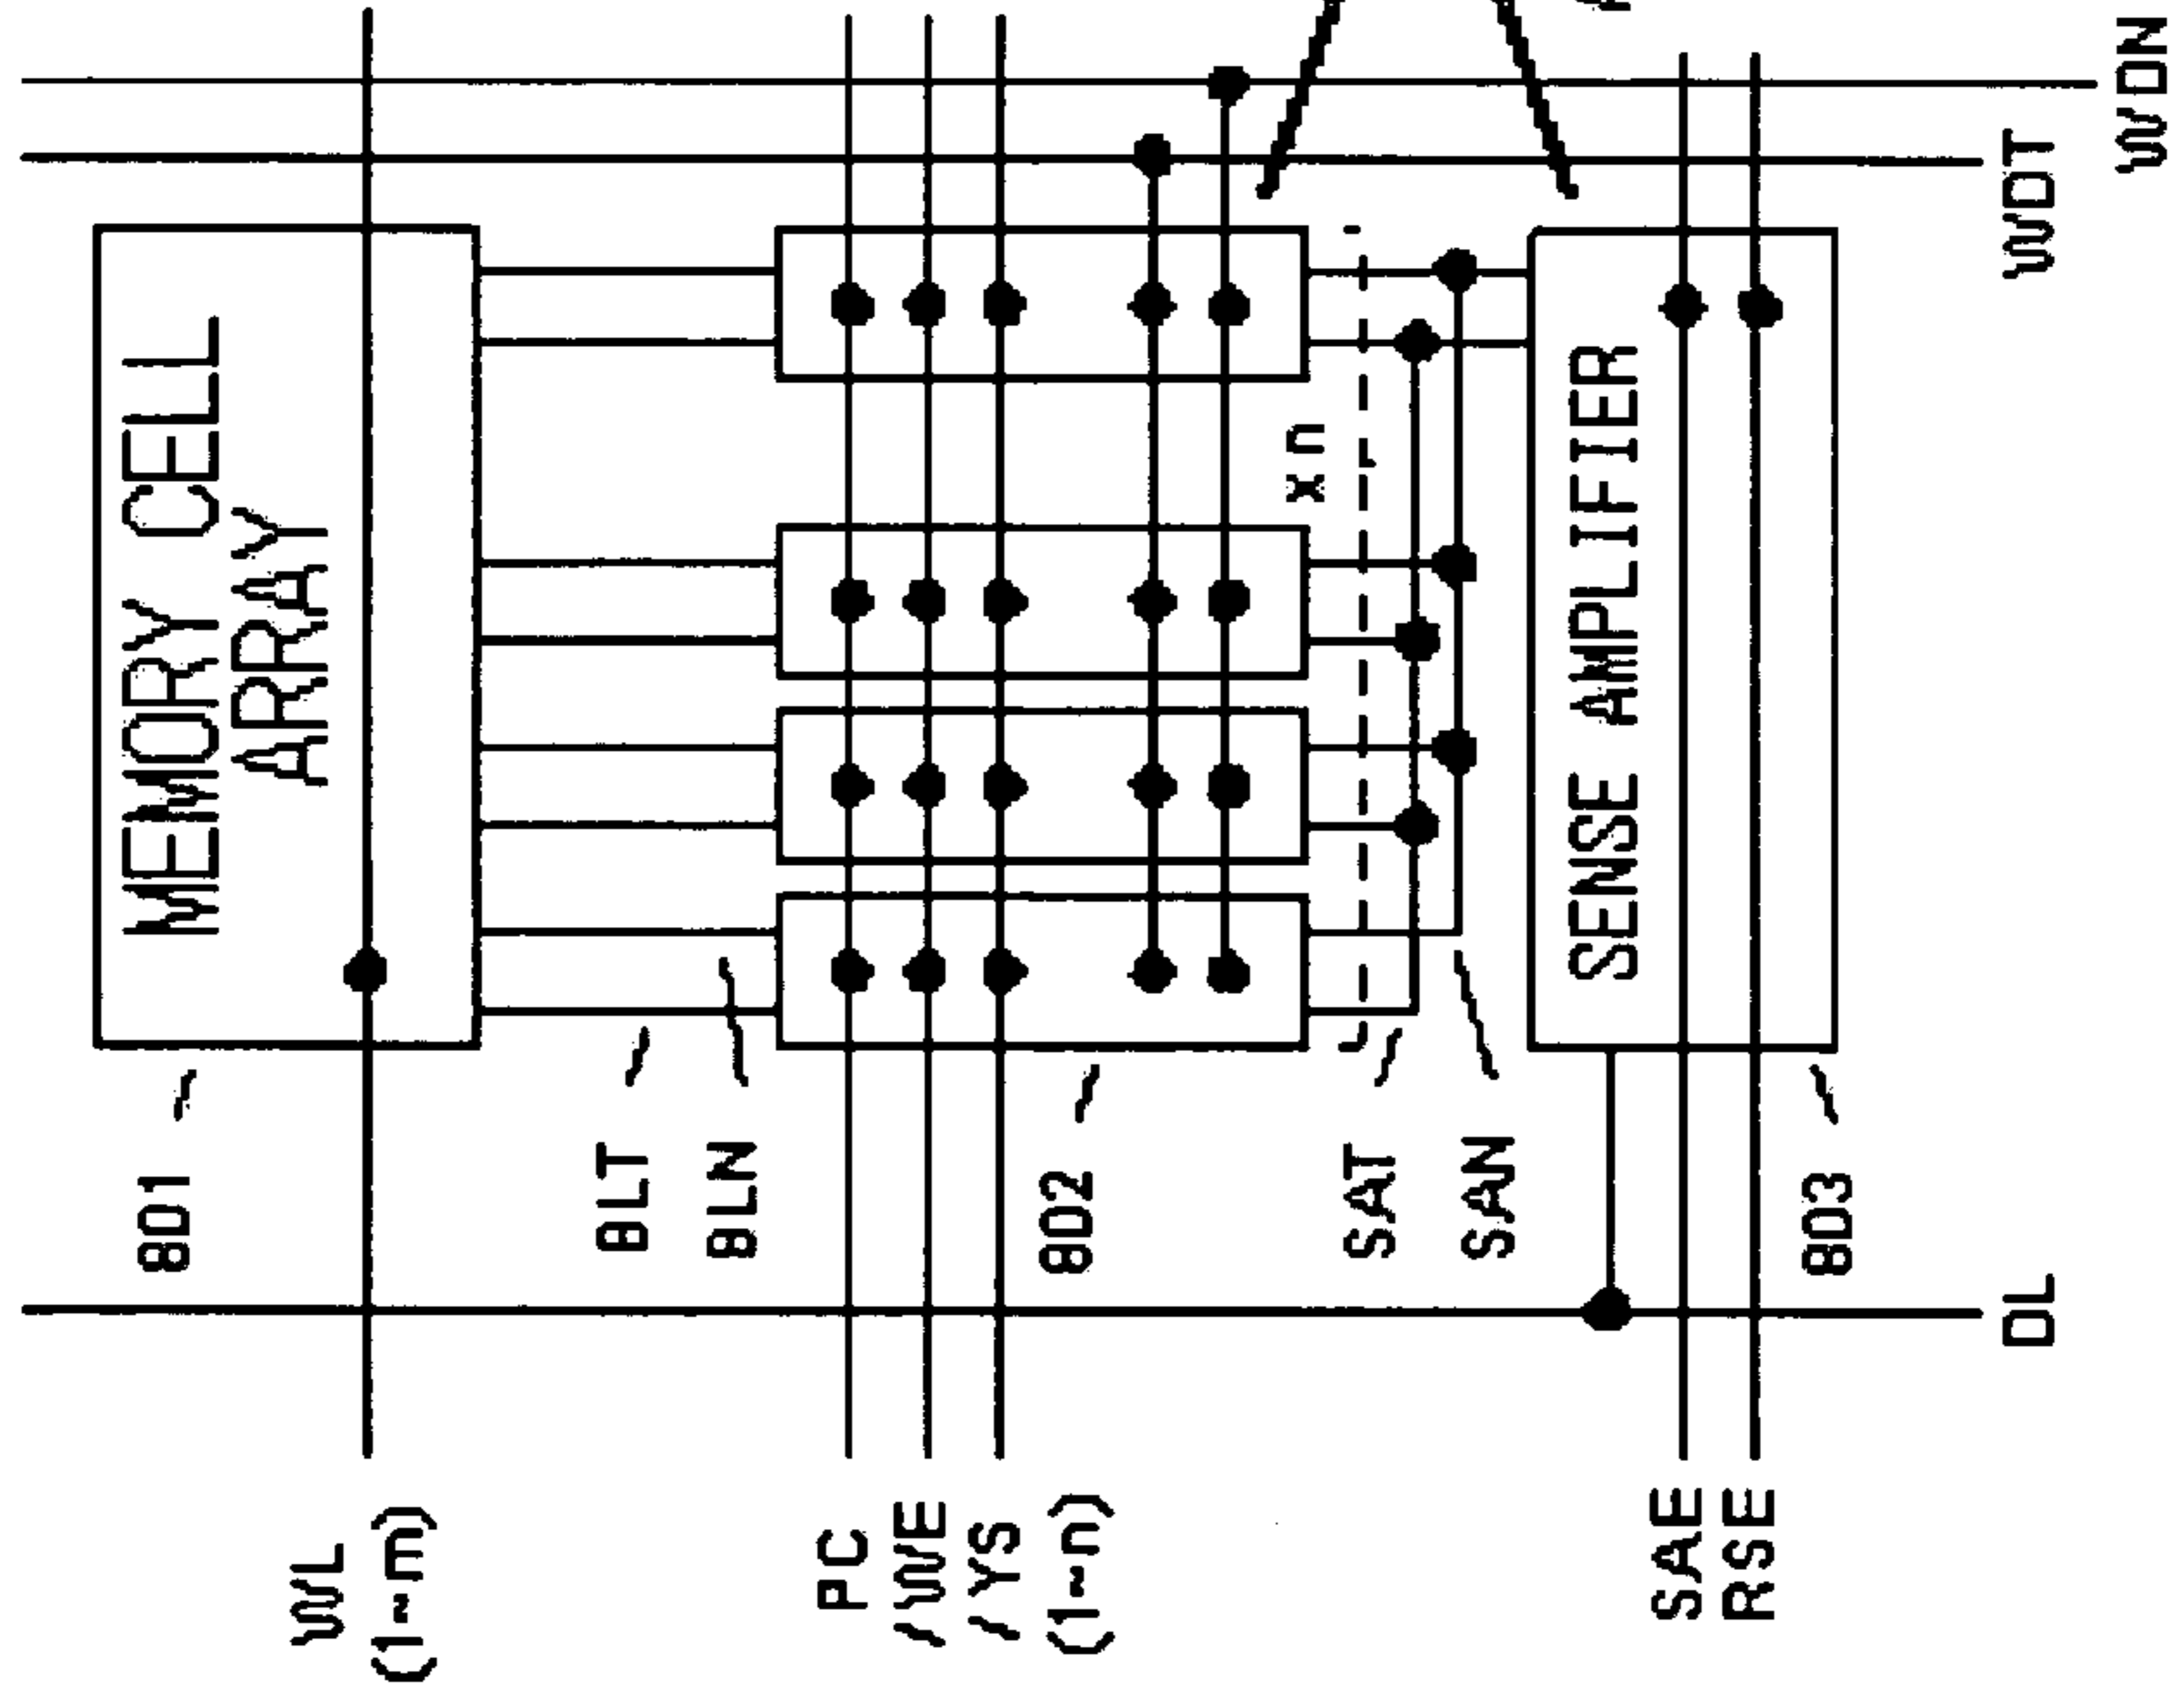 MEMORY CELL
ARRAY
801
WL
(1~m)
BLT
BLN
PC
/WE
/YS
(1~n)
802
x n
SAT
SAN
SENSE AMPLIFIER
SAE
RSE
803
DL
WDT
WDN